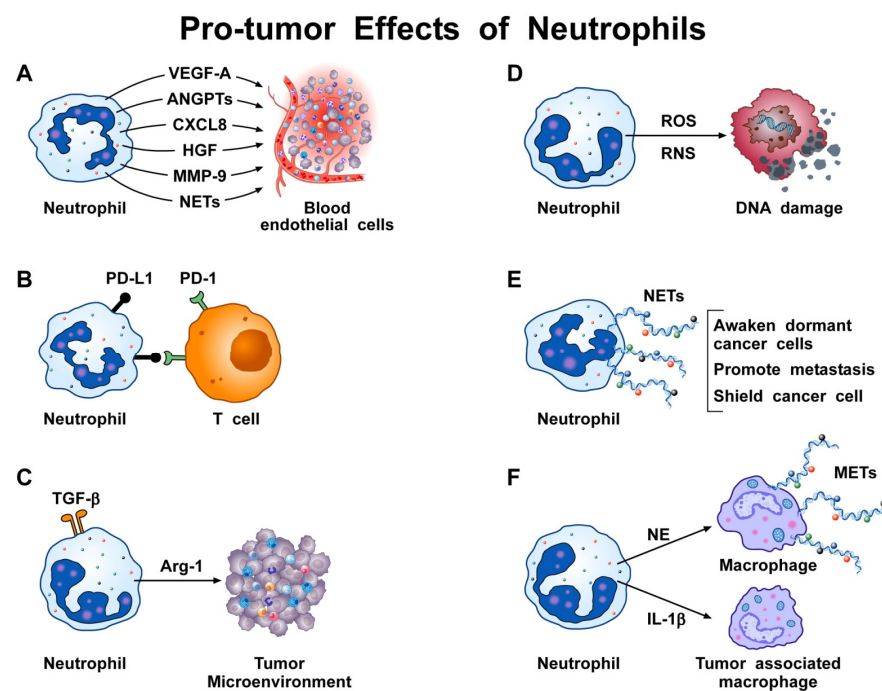 Pro-tumor Effects of Neutrophils
A
VEGF-A
ANGPTs
CXCL8
HGF
MMP-9
NETs
Neutrophil
Blood
endothelial cells
B
PD-L1
PD-1
Neutrophil
T cell
C
TGF-β
Arg-1
Neutrophil
Tumor
Microenvironment
D
ROS
RNS
Neutrophil
DNA damage
E
NETs
Awaken dormant
cancer cells
Promote metastasis
Shield cancer cell
Neutrophil
F
METs
NE
Macrophage
IL-1β
Neutrophil
Tumor associated
macrophage